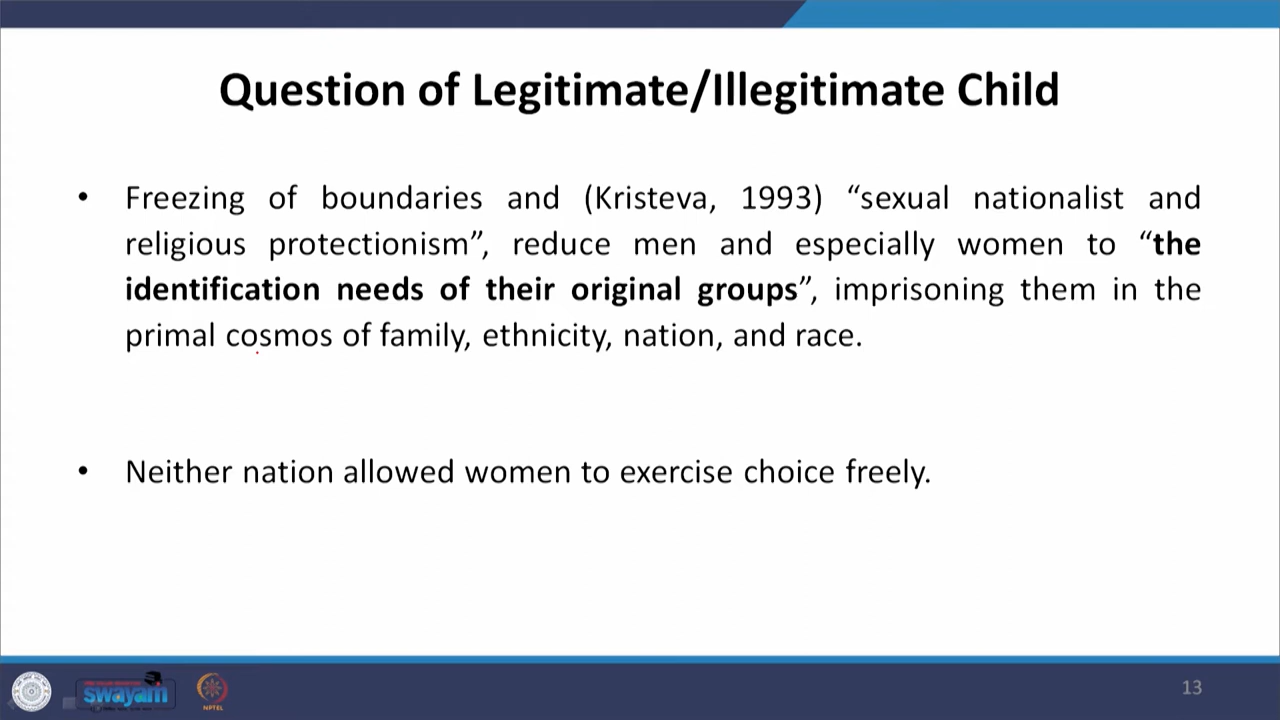 Question of Legitimate/Illegitimate Child
• Freezing of boundaries and (Kristeva, 1993) “sexual nationalist and
religious protectionism”, reduce men and especially women to “the
identification needs of their original groups”, imprisoning them in the
primal cosmos of family, ethnicity, nation, and race.
• Neither nation allowed women to exercise choice freely.
swayam
NPTEL
13